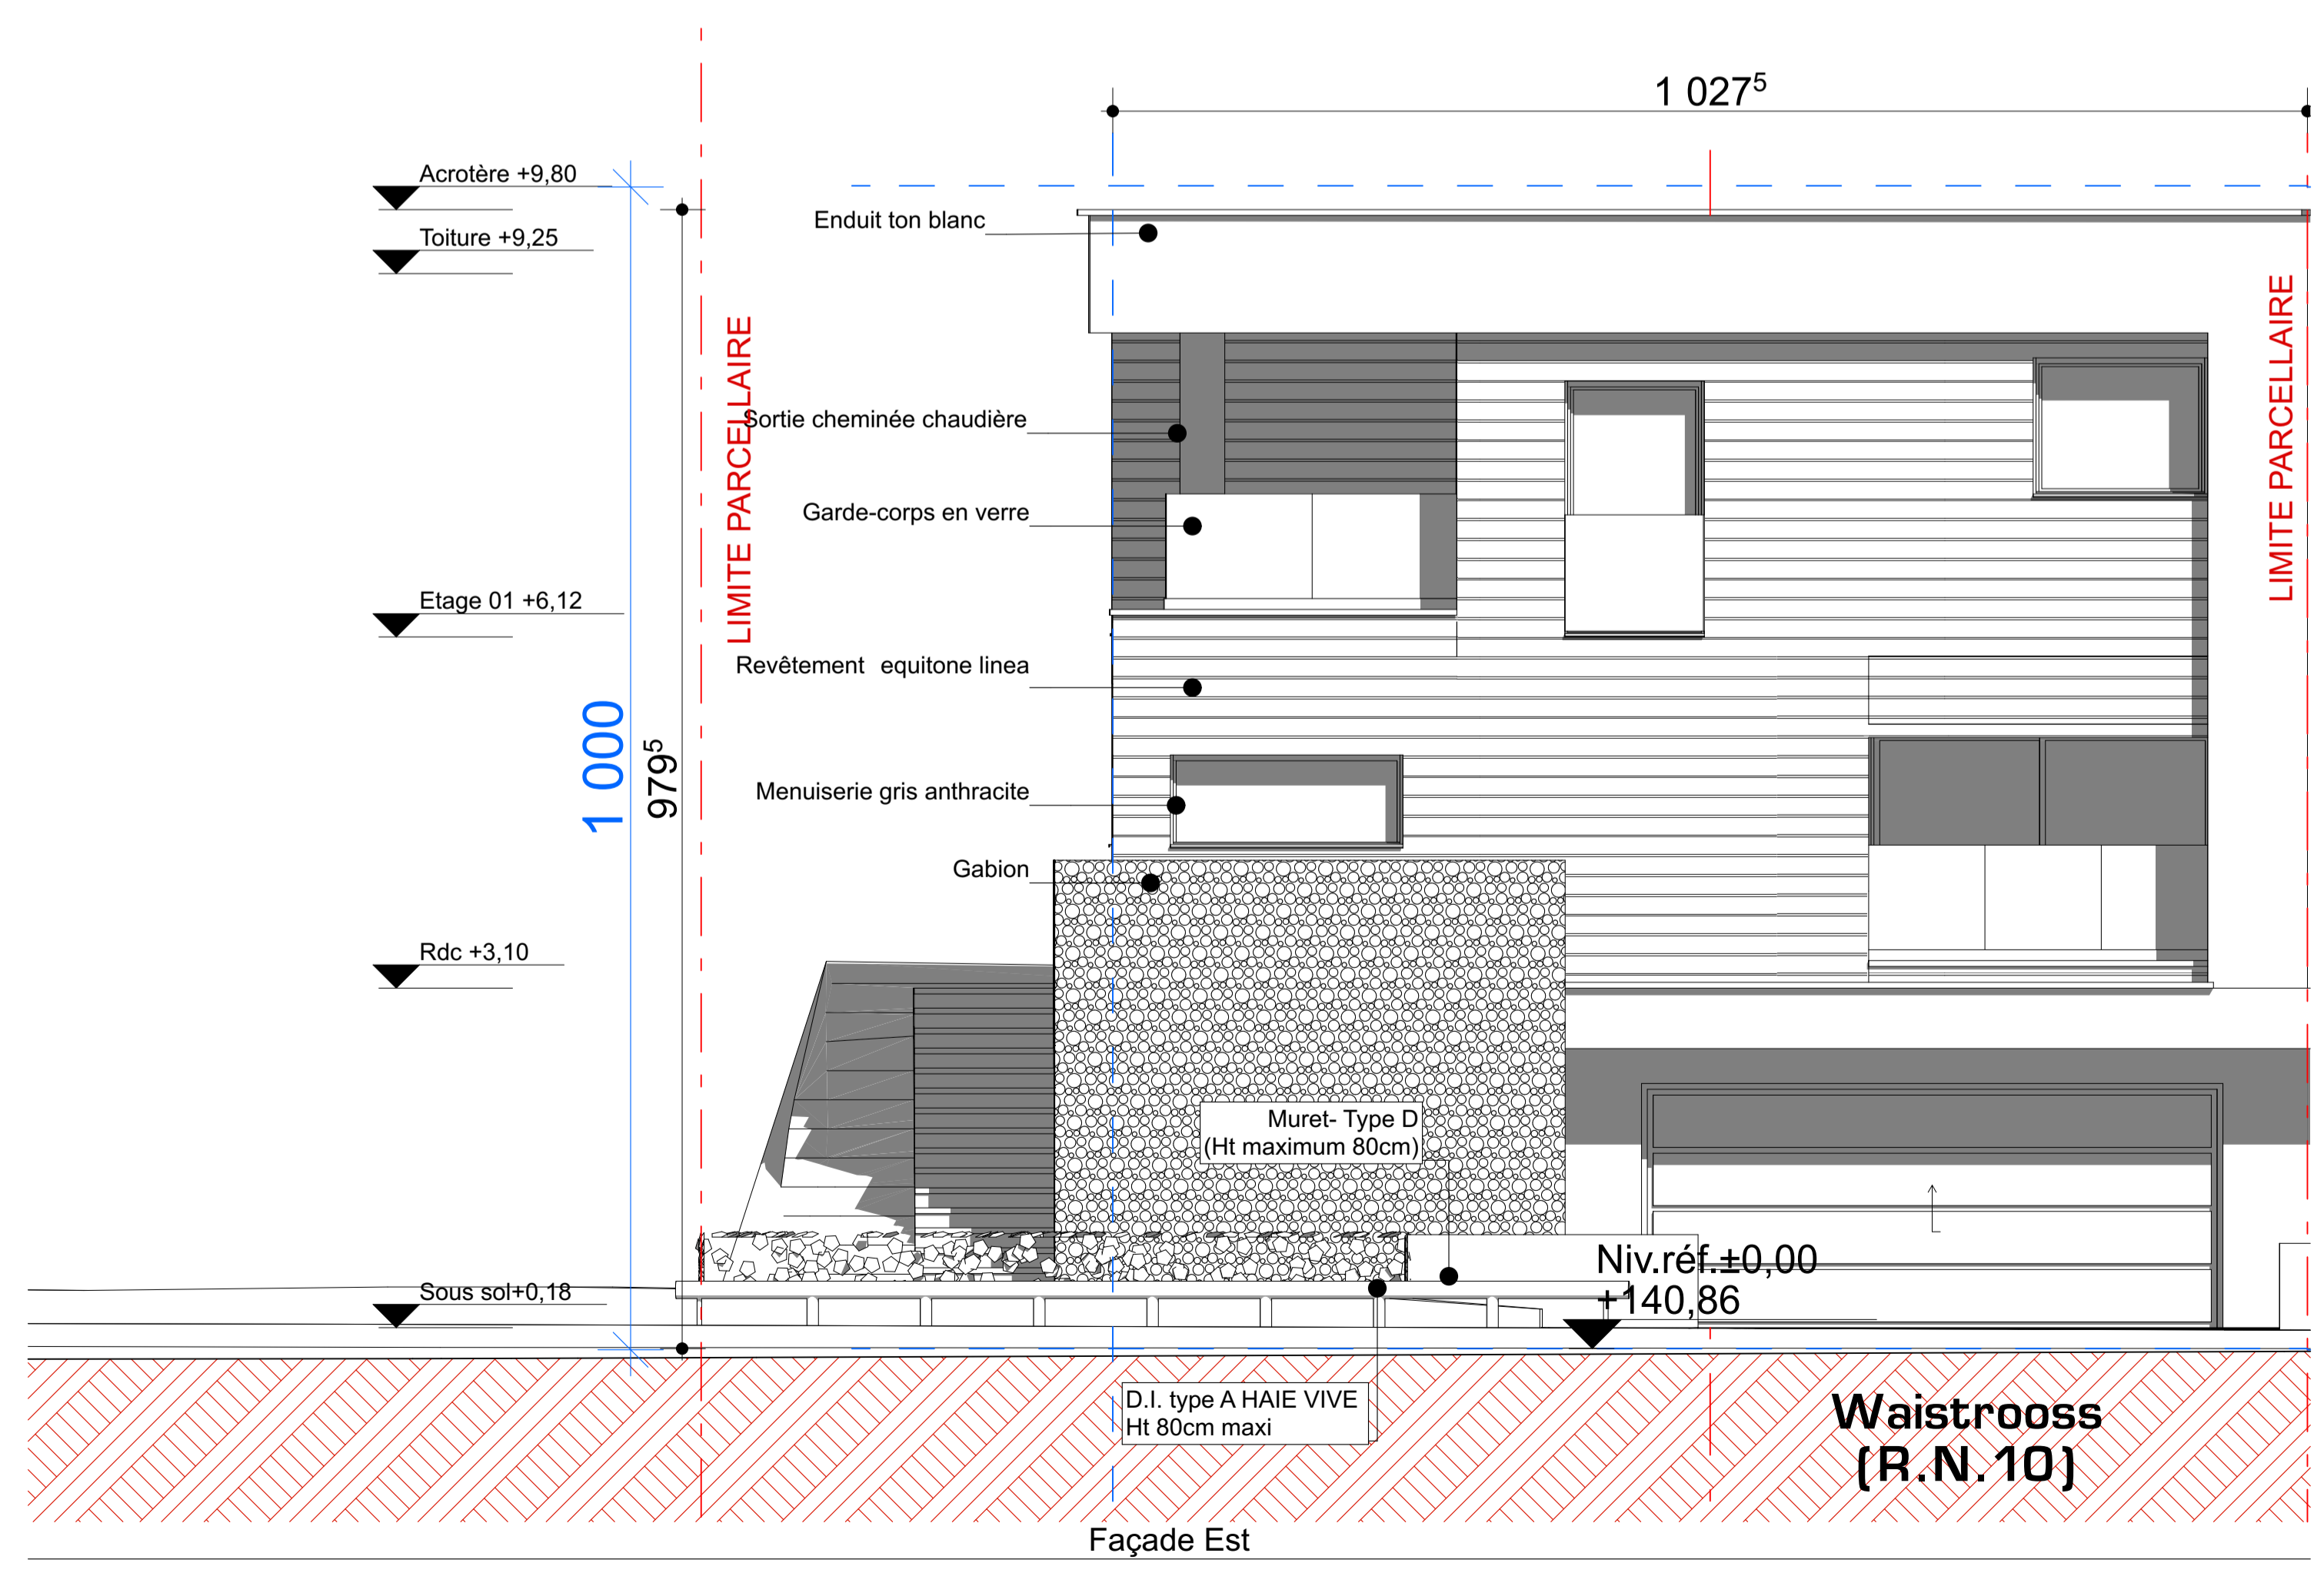 1 027⁵
Acrotère +9,80
Toiture +9,25
Enduit ton blanc
LIMITE PARCELLAIRE
LIMITE PARCELLAIRE
Sortie cheminée chaudière
Garde-corps en verre
Etage 01 +6,12
Revêtement equitone linea
1 000
979⁵
Menuiserie gris anthracite
Gabion
Rdc +3,10
Muret- Type D
(Ht maximum 80cm)
Niv.réf.±0,00
+140,86
Sous sol+0,18
D.I. type A HAIE VIVE
Ht 80cm maxi
Waistrooss
(R.N.10)
Façade Est